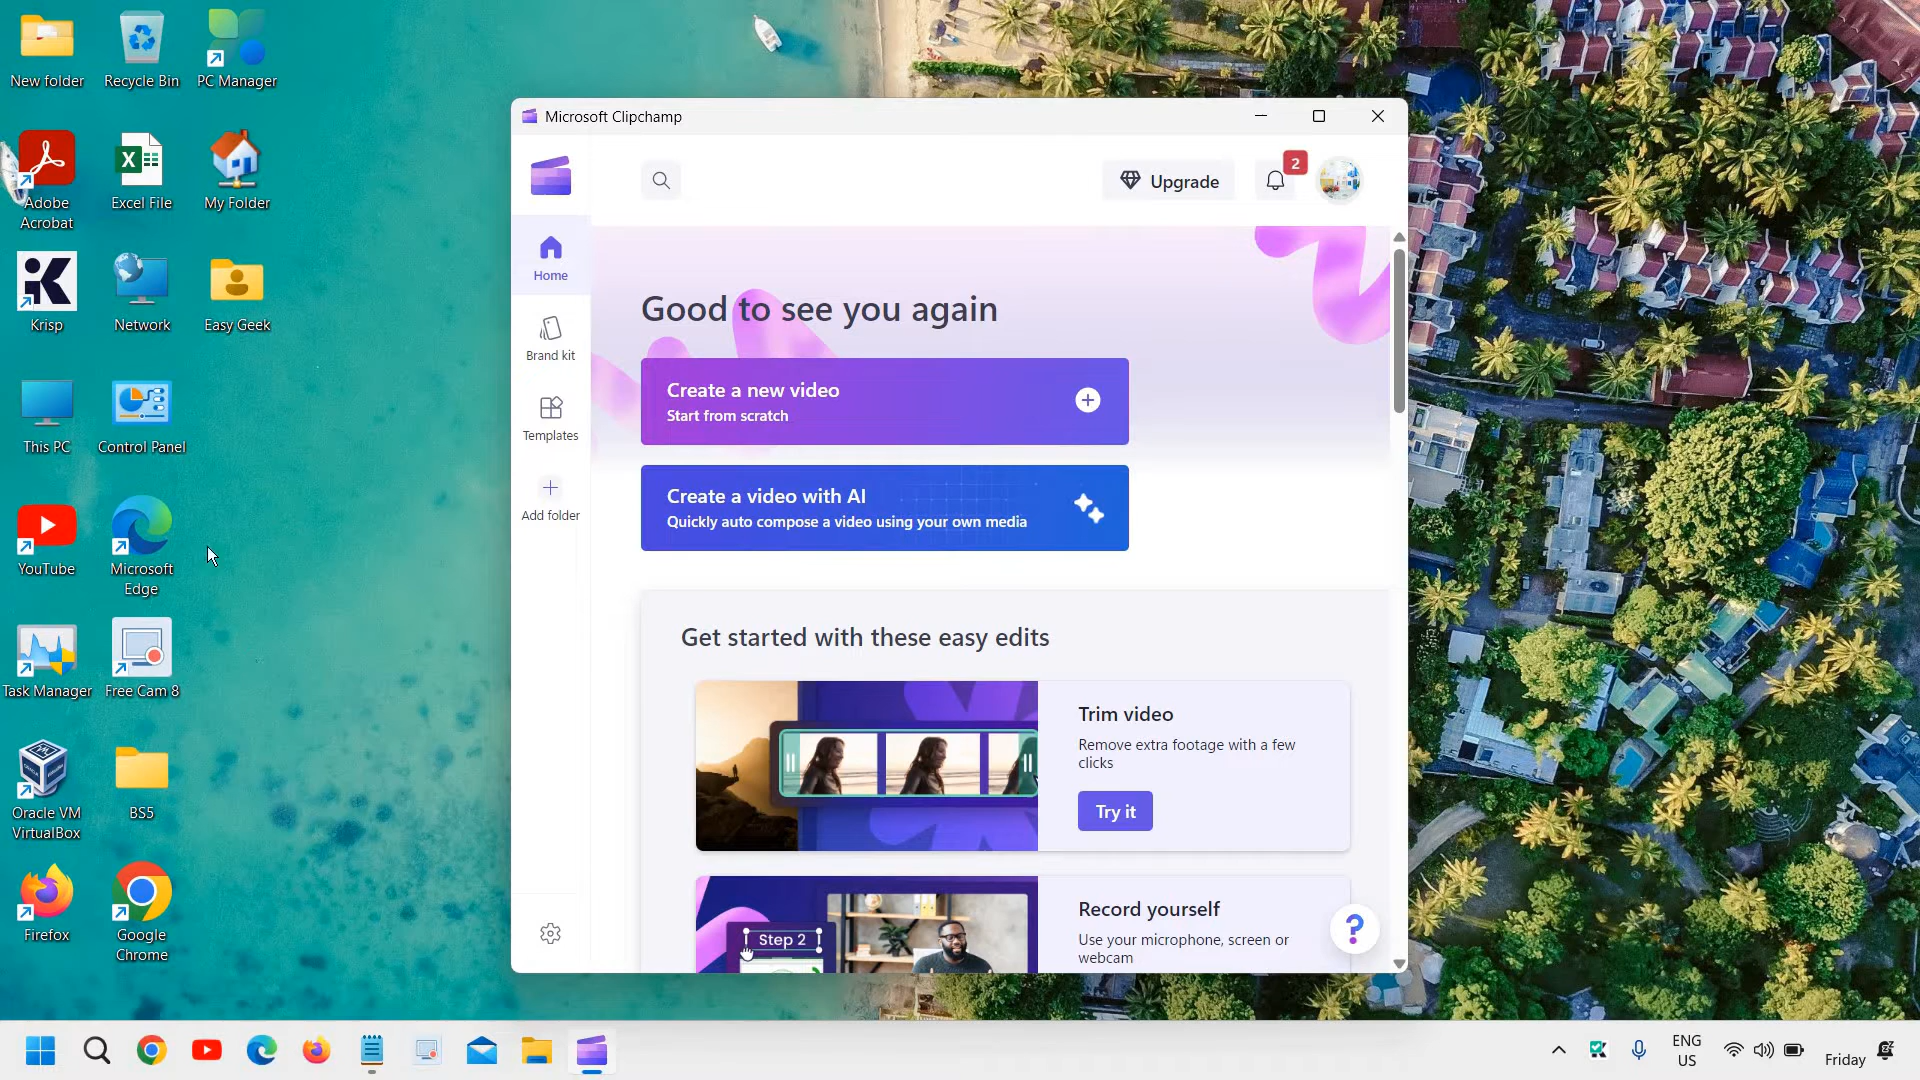 New folder
Recycle Bin
PC Manager
Adobe
Acrobat
Excel File
My Folder
Krisp
Network
Easy Geek
This PC
Control Panel
YouTube
Microsoft
Edge
Task Manager
Free Cam 8
Oracle VM
VirtualBox
BS5
Firefox
Google
Chrome
Microsoft Clipchamp
Upgrade
2
Home
Brand kit
Templates
Add folder
Good to see you again
Create a new video
Start from scratch
Create a video with AI
Quickly auto compose a video using your own media
Get started with these easy edits
Trim video
Remove extra footage with a few
clicks
Try it
Step 2
Record yourself
Use your microphone, screen or
webcam
?
ENG
US
Friday